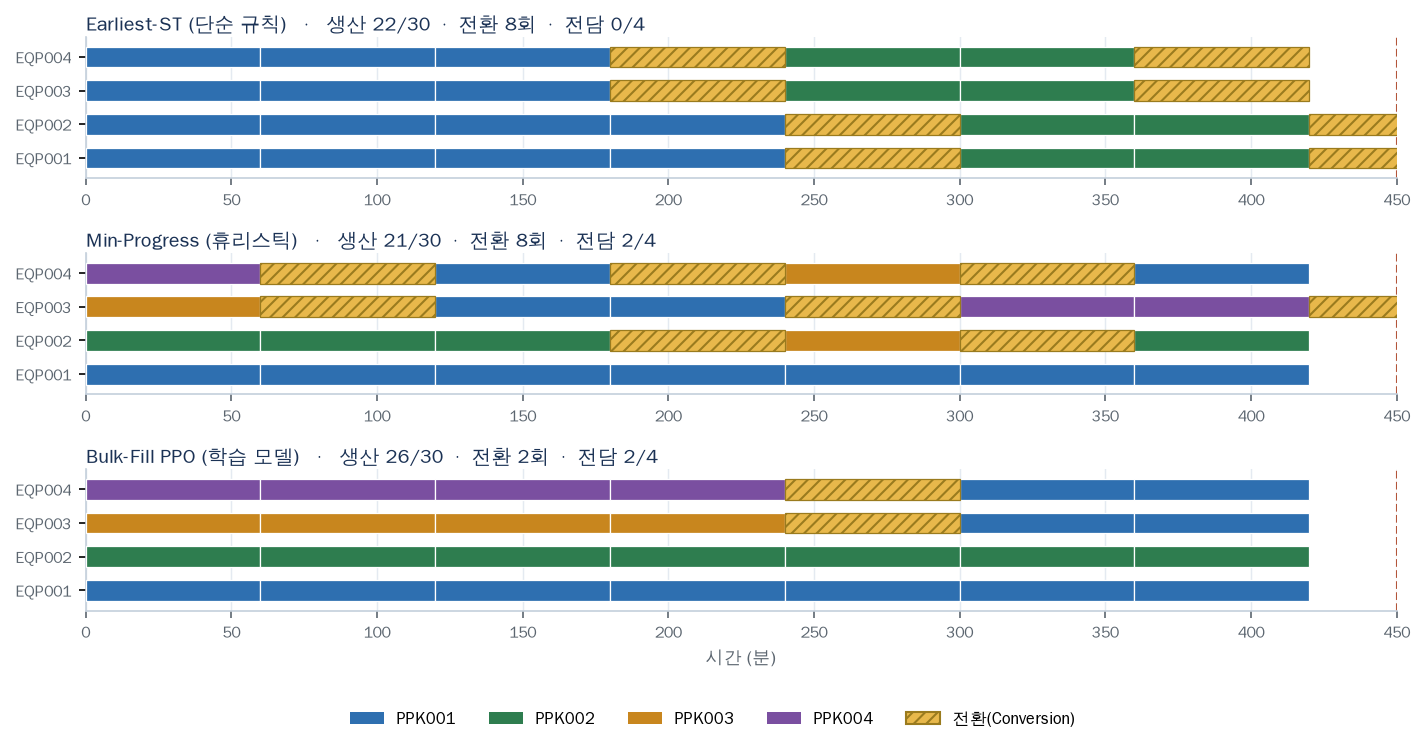 Earliest-ST (단순 규칙) · 생산 22/30 · 전환 8회 · 전담 0/4
EQP004
EQP003
EQP002
EQP001
0 50 100 150 200 250 300 350 400 450
Min-Progress (휴리스틱) · 생산 21/30 · 전환 8회 · 전담 2/4
EQP004
EQP003
EQP002
EQP001
0 50 100 150 200 250 300 350 400 450
Bulk-Fill PPO (학습 모델) · 생산 26/30 · 전환 2회 · 전담 2/4
EQP004
EQP003
EQP002
EQP001
0 50 100 150 200 250 300 350 400 450
시간 (분)
PPK001 PPK002 PPK003 PPK004 전환(Conversion)